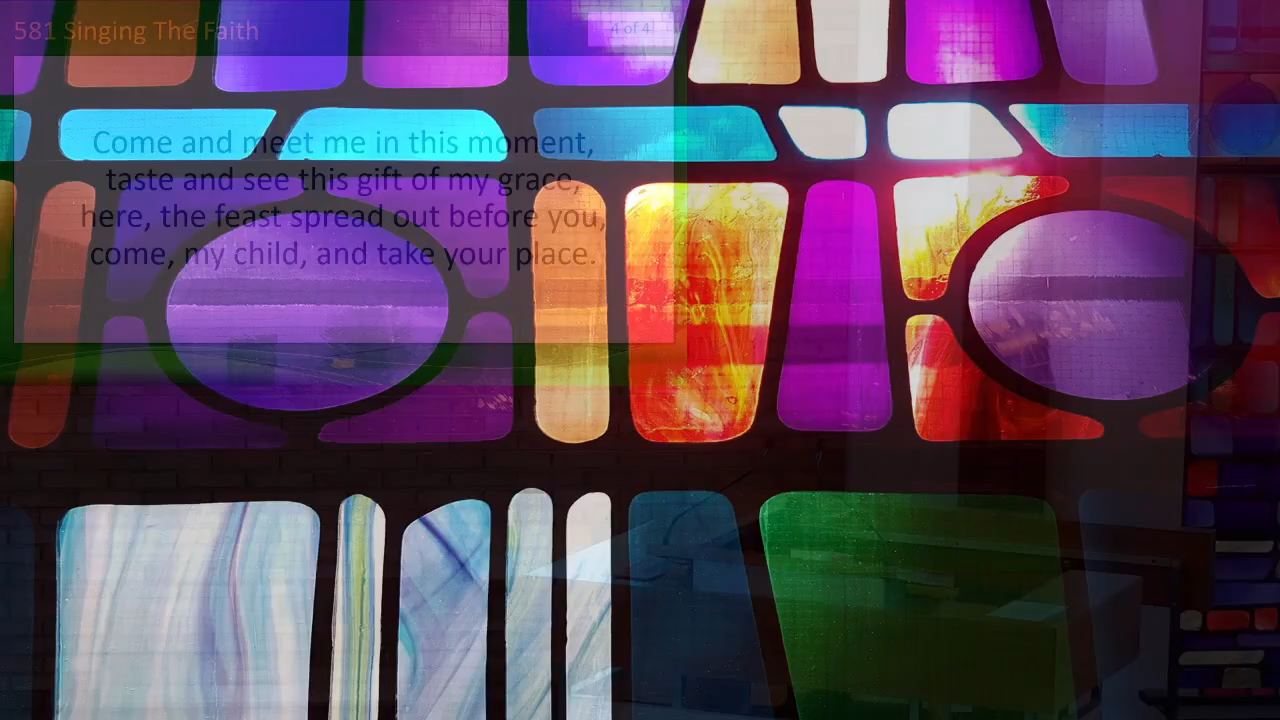 581 Singing The Faith
4 of 4
Come and meet me in this moment,
taste and see this gift of my grace,
here, the feast spread out before you,
come, my child, and take your place.